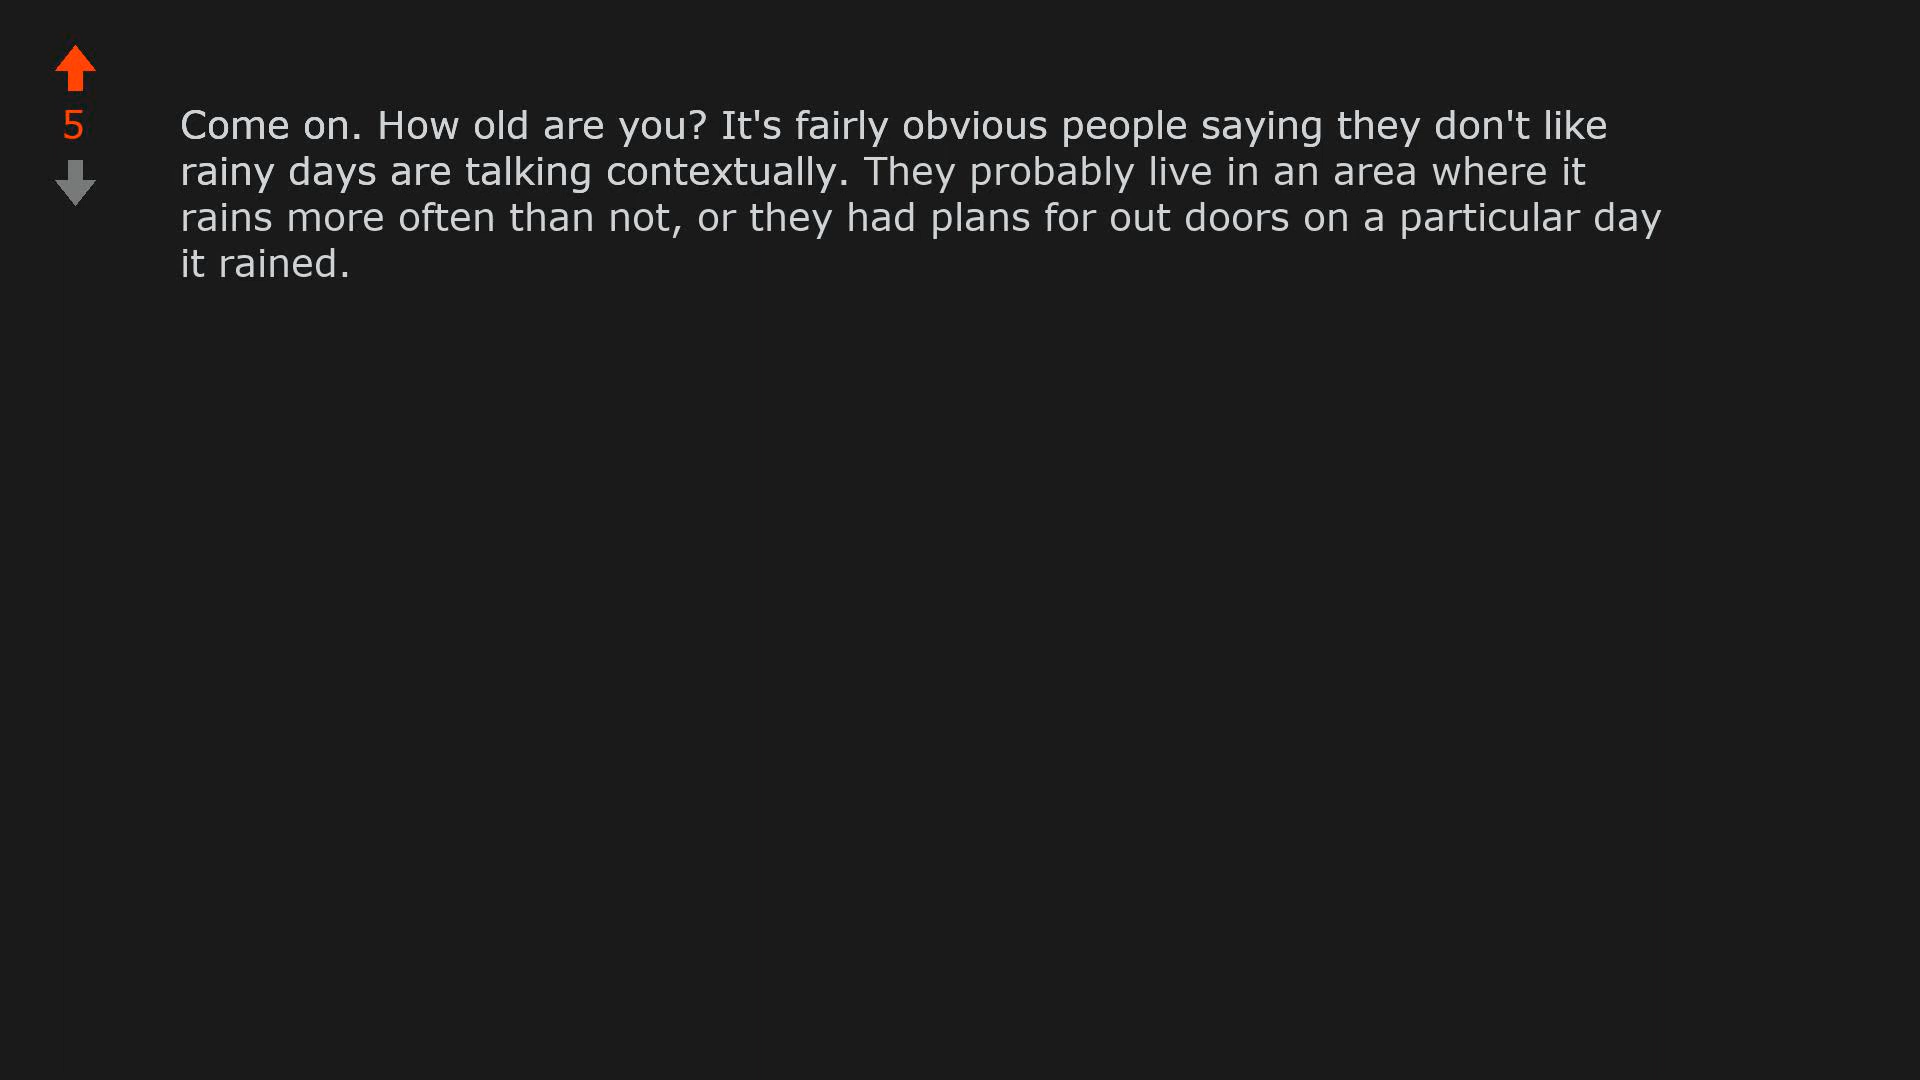 5
Come on. How old are you? It's fairly obvious people saying they don't like
rainy days are talking contextually. They probably live in an area where it
rains more often than not, or they had plans for out doors on a particular day
it rained.